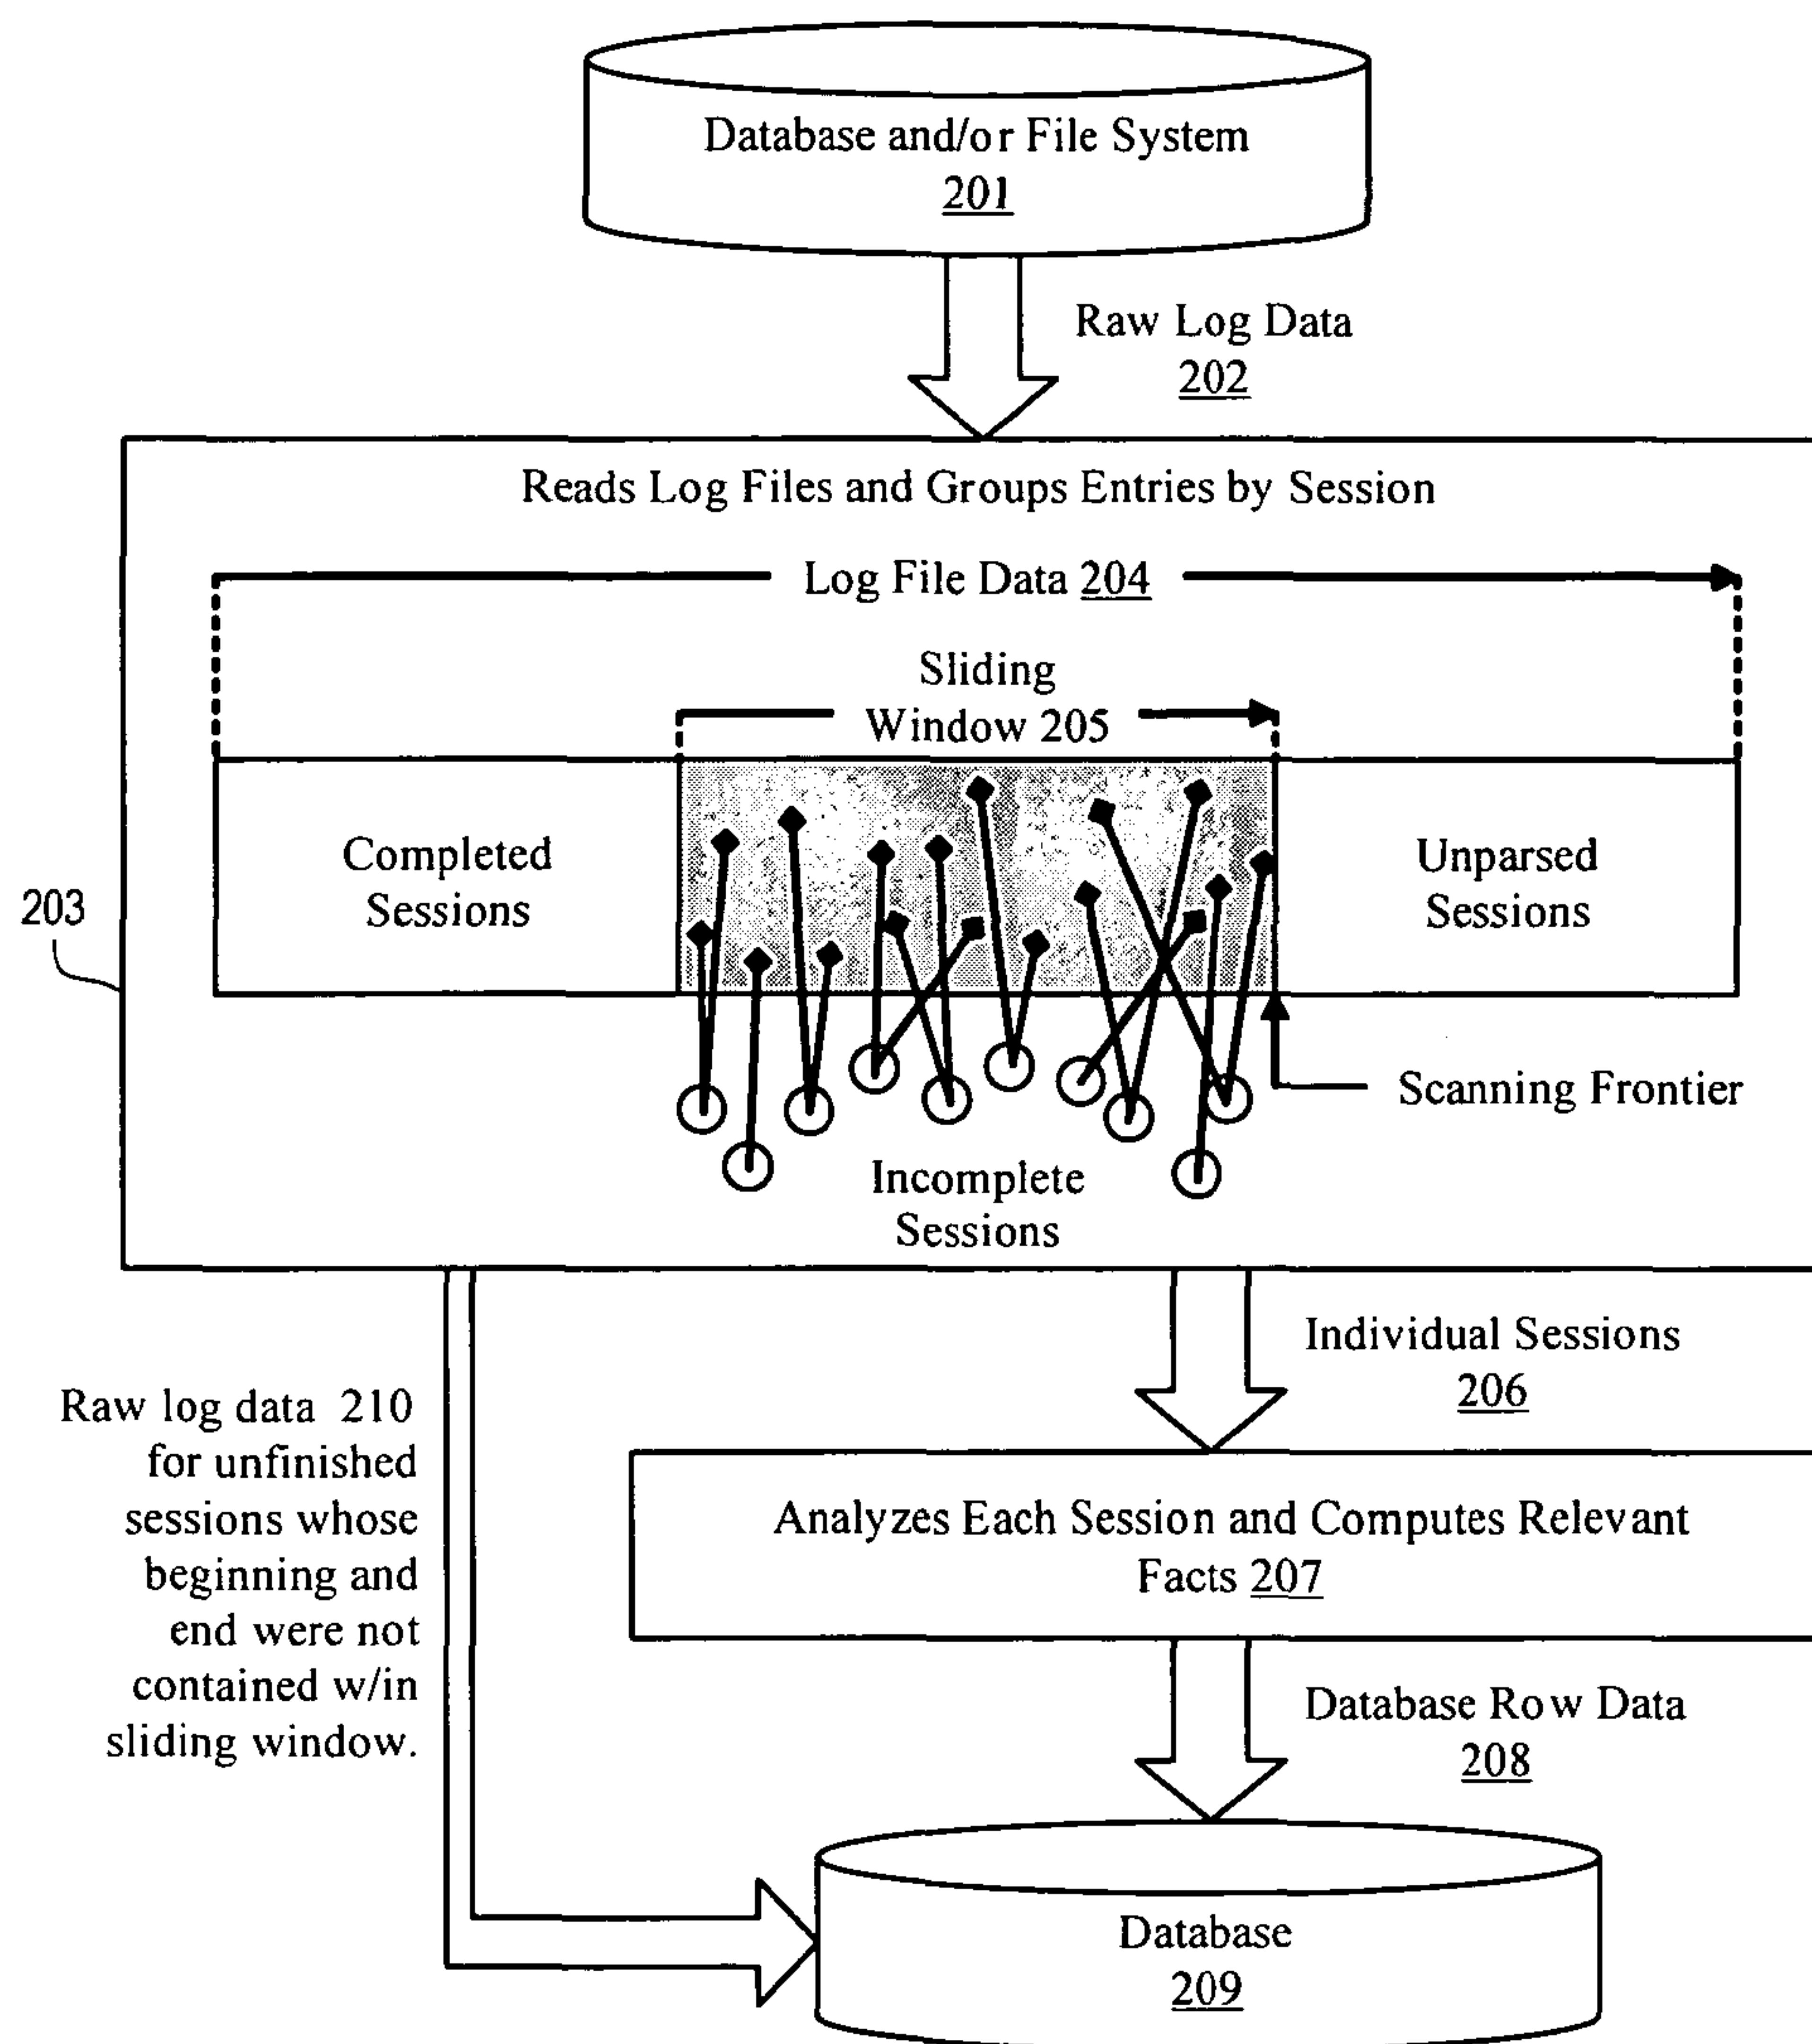 Database and/or File System
201
Raw Log Data
202
Reads Log Files and Groups Entries by Session
Log File Data 204
Sliding
Window 205
Completed
Sessions
Unparsed
Sessions
203
Scanning Frontier
Incomplete
Sessions
Individual Sessions
206
Raw log data 210
for unfinished
sessions whose
beginning and
end were not
contained w/in
sliding window.
Analyzes Each Session and Computes Relevant
Facts 207
Database Row Data
208
Database
209